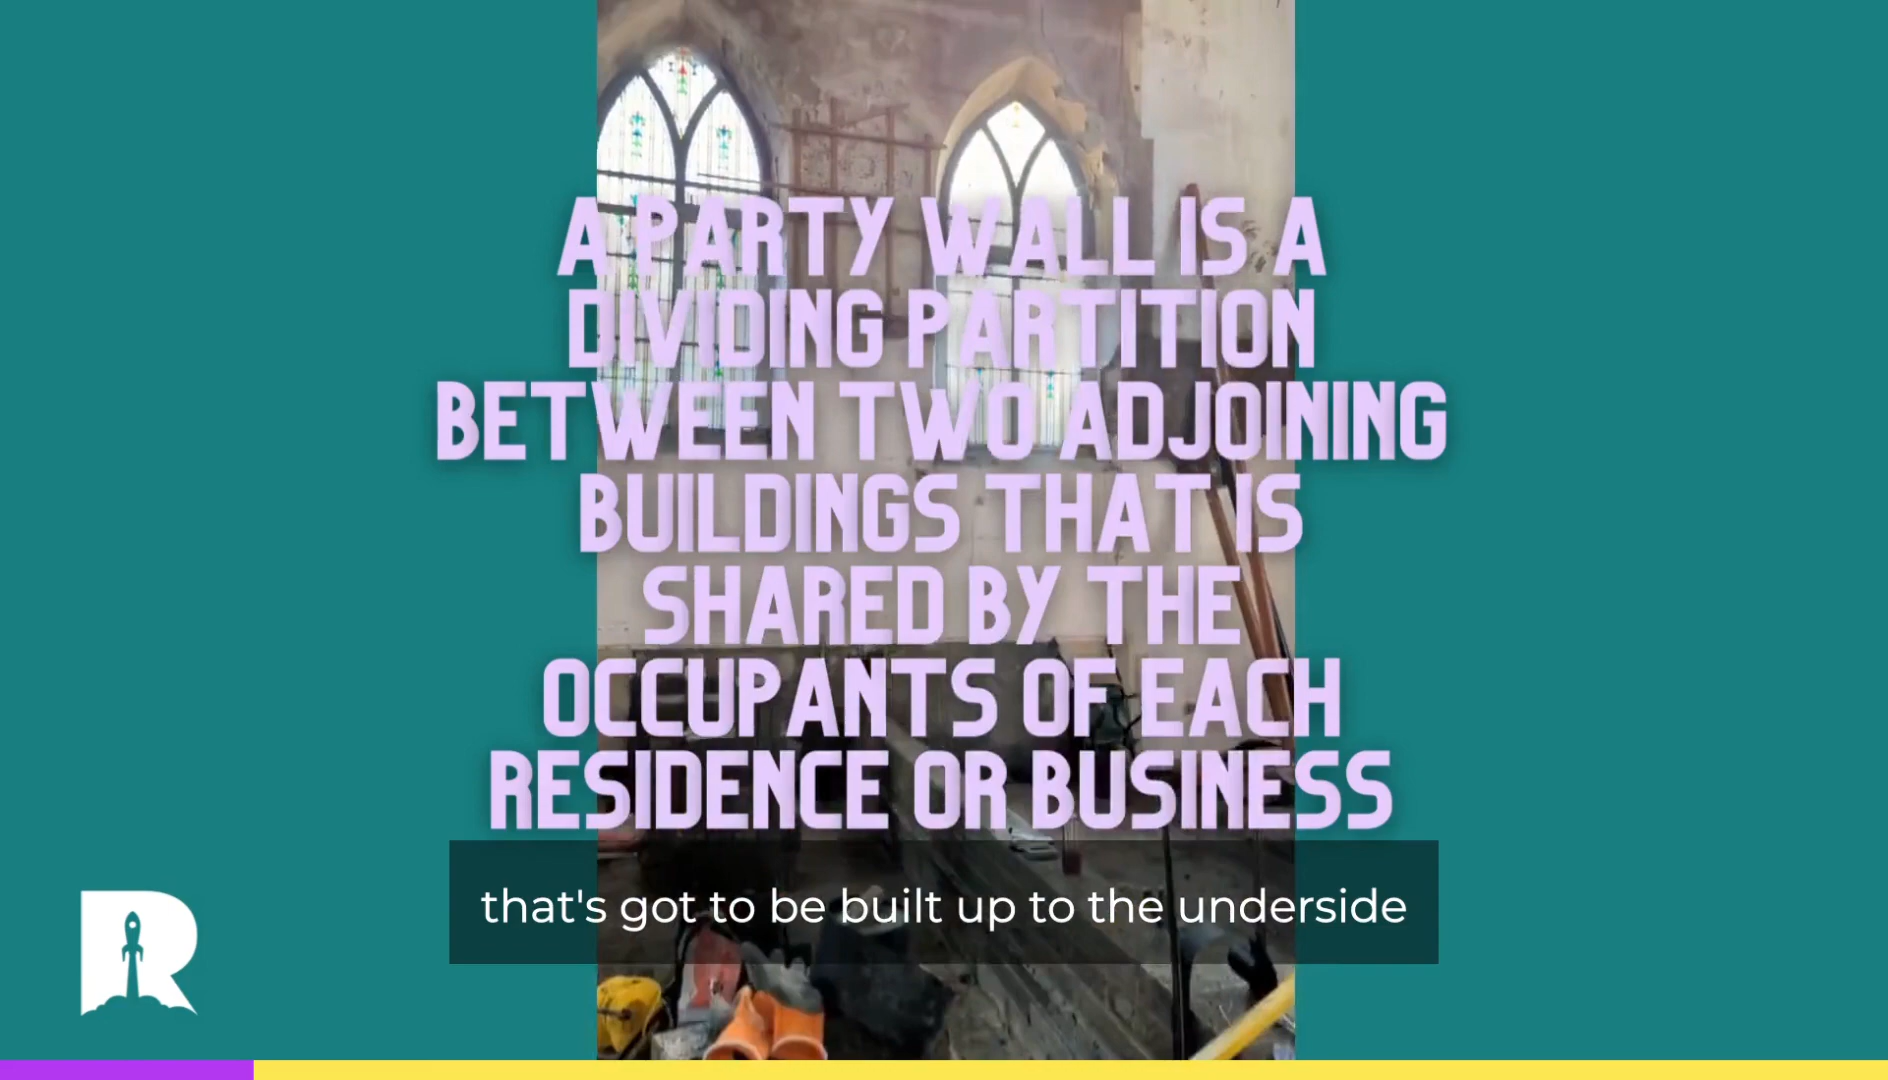 A PARTY WALL IS A
DIVIDING PARTITION
BETWEEN TWO ADJOINING
BUILDINGS THAT IS
SHARED BY THE
OCCUPANTS OF EACH
RESIDENCE OR BUSINESS
that's got to be built up to the underside
R